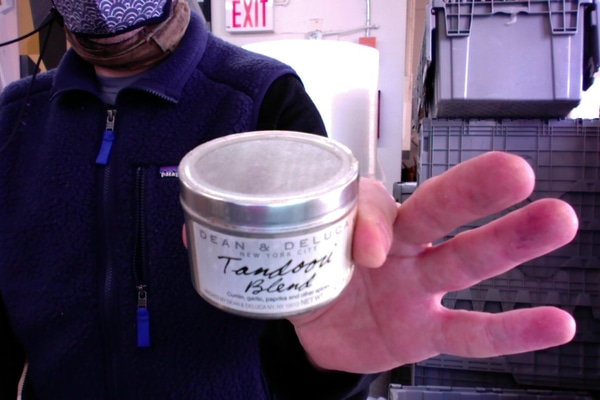 EXIT
DEAN & DELUCA
NEW YORK CITY
Tandoori
Blend
Cumin, garlic, paprika and other spices